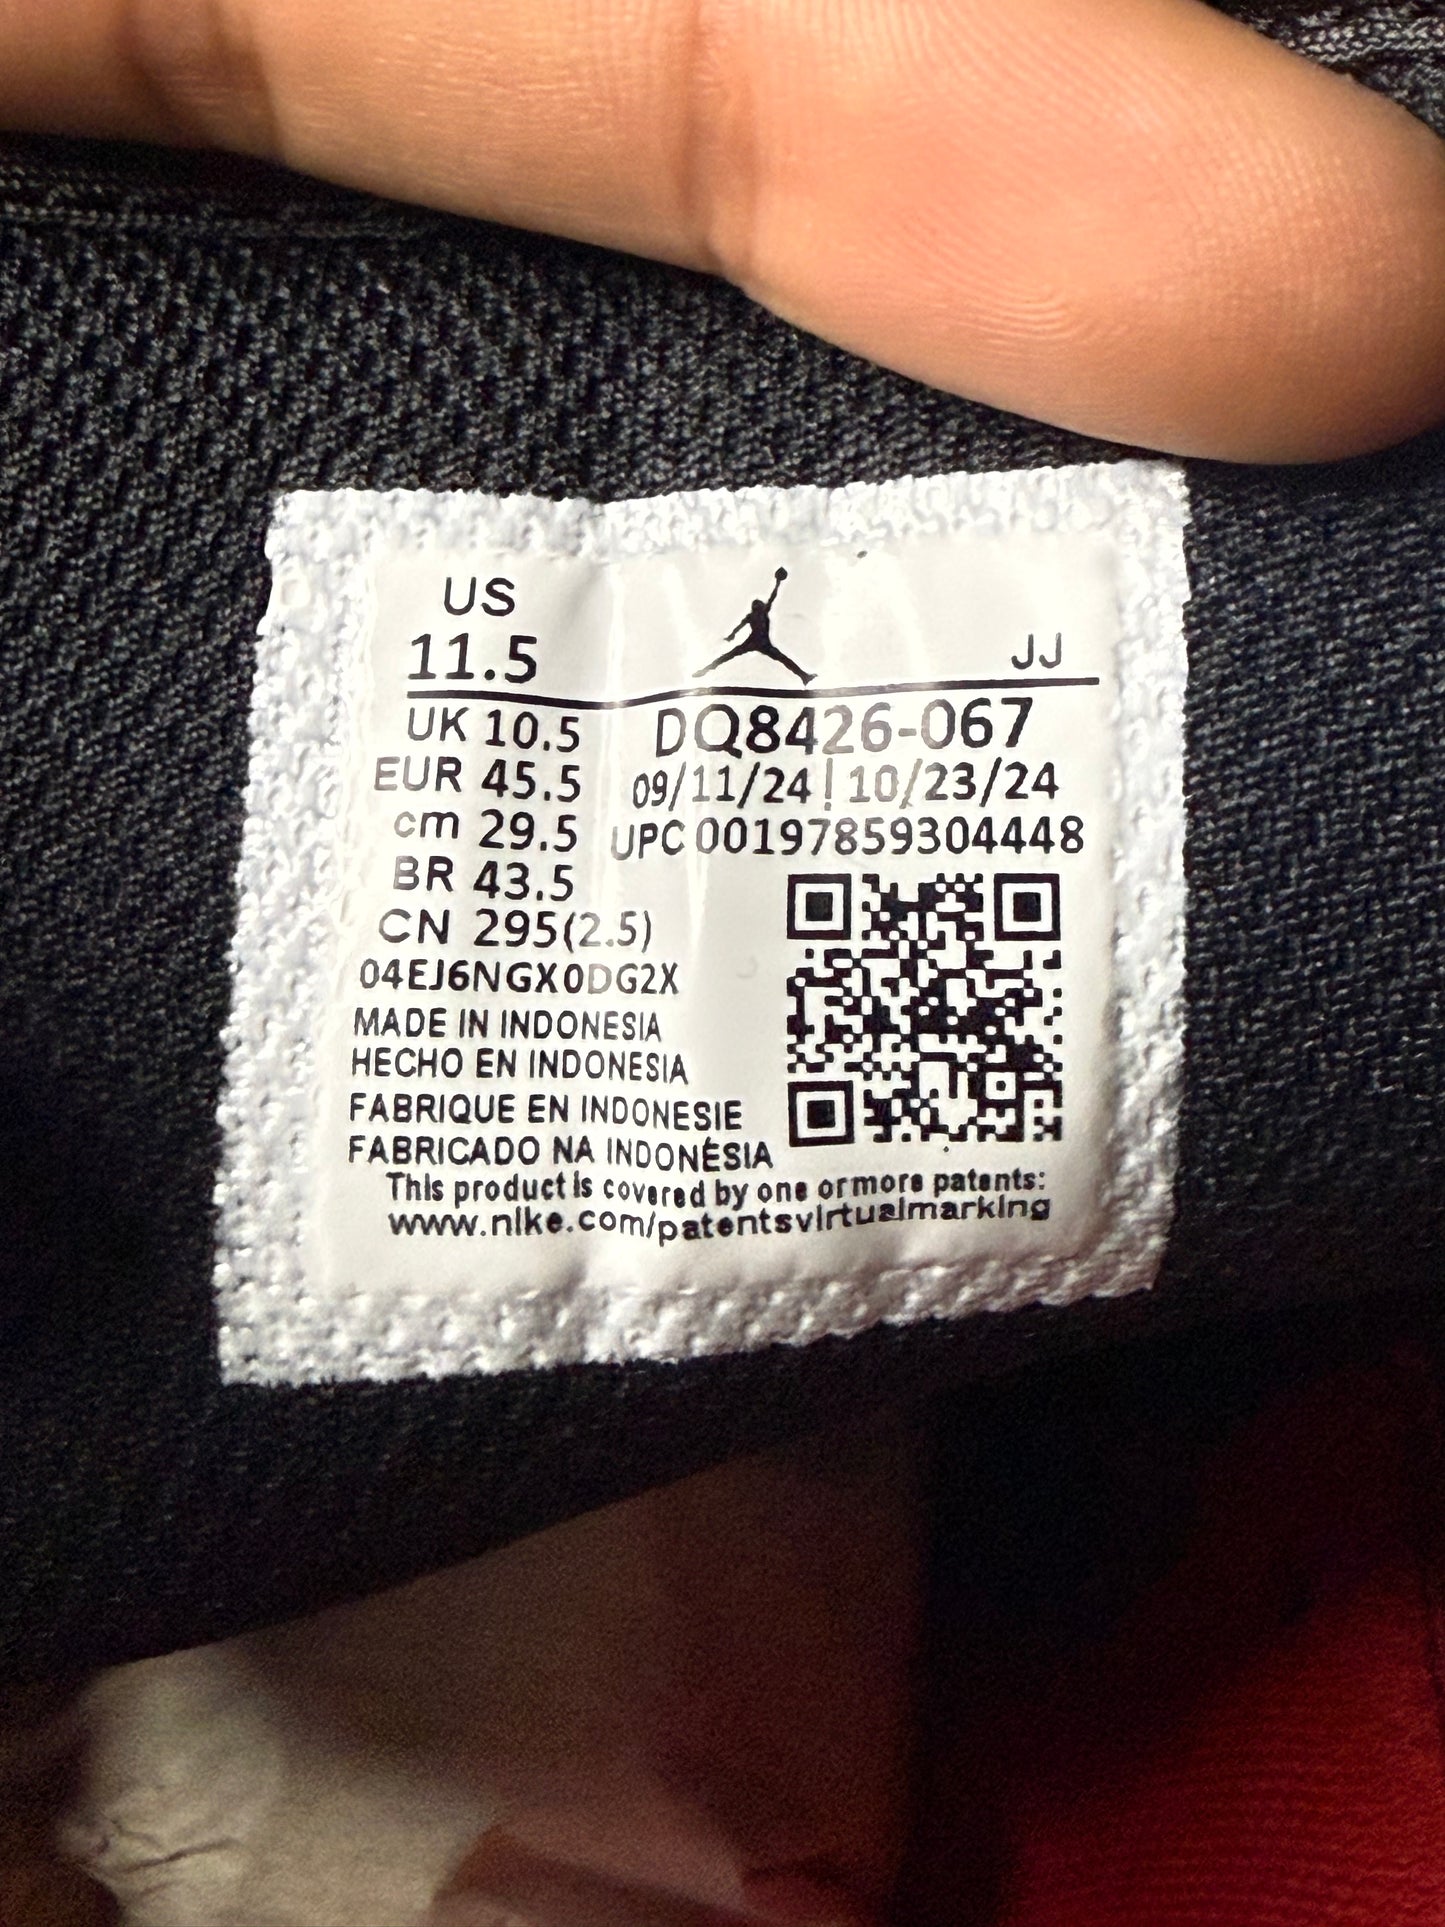 US
11.5
JJ
UK 10.5
DQ8426-067
EUR 45.5
09/11/24 ! 10/23/24
cm 29.5
UPC 00197859304448
BR 43.5
CN 295(2.5)
04EJ6NGX0DG2X
MADE IN INDONESIA
HECHO EN INDONESIA
FABRIQUE EN INDONESIE
FABRICADO NA INDONÉSIA
This product is covered by one or more patents:
www.nike.com/patentsvirtualmarking